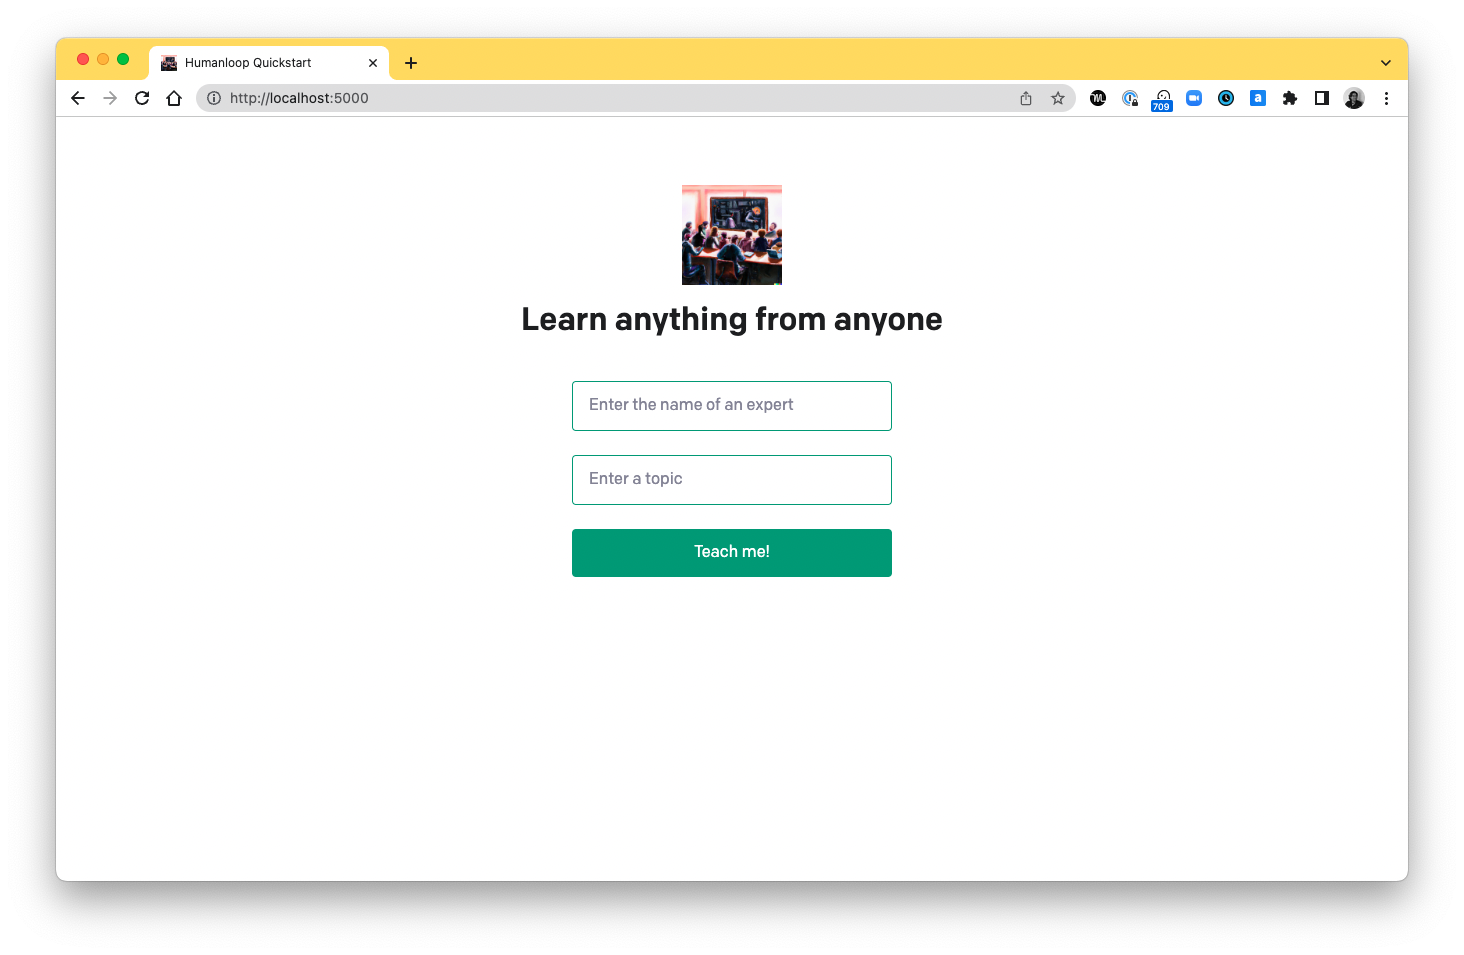 Humanloop Quickstart
http://localhost:5000
709
a
Learn anything from anyone
Enter the name of an expert
Enter a topic
Teach me!